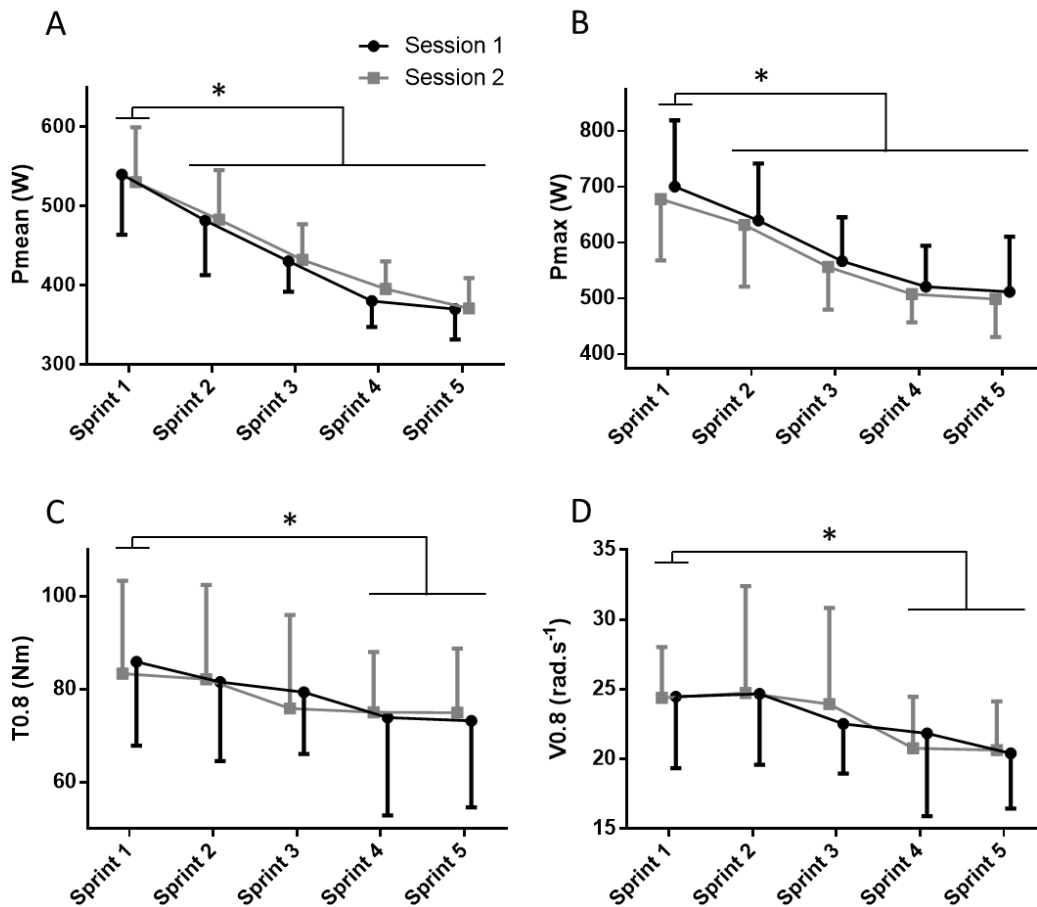 A
Session 1
Session 2
*
600
500
400
300
Pmean (W)
Sprint 1
Sprint 2
Sprint 3
Sprint 4
Sprint 5
B
*
800
700
600
500
400
Pmax (W)
Sprint 1
Sprint 2
Sprint 3
Sprint 4
Sprint 5
C
*
100
80
60
T0.8 (Nm)
Sprint 1
Sprint 2
Sprint 3
Sprint 4
Sprint 5
D
*
35
30
25
20
15
V0.8 (rad.s⁻¹)
Sprint 1
Sprint 2
Sprint 3
Sprint 4
Sprint 5